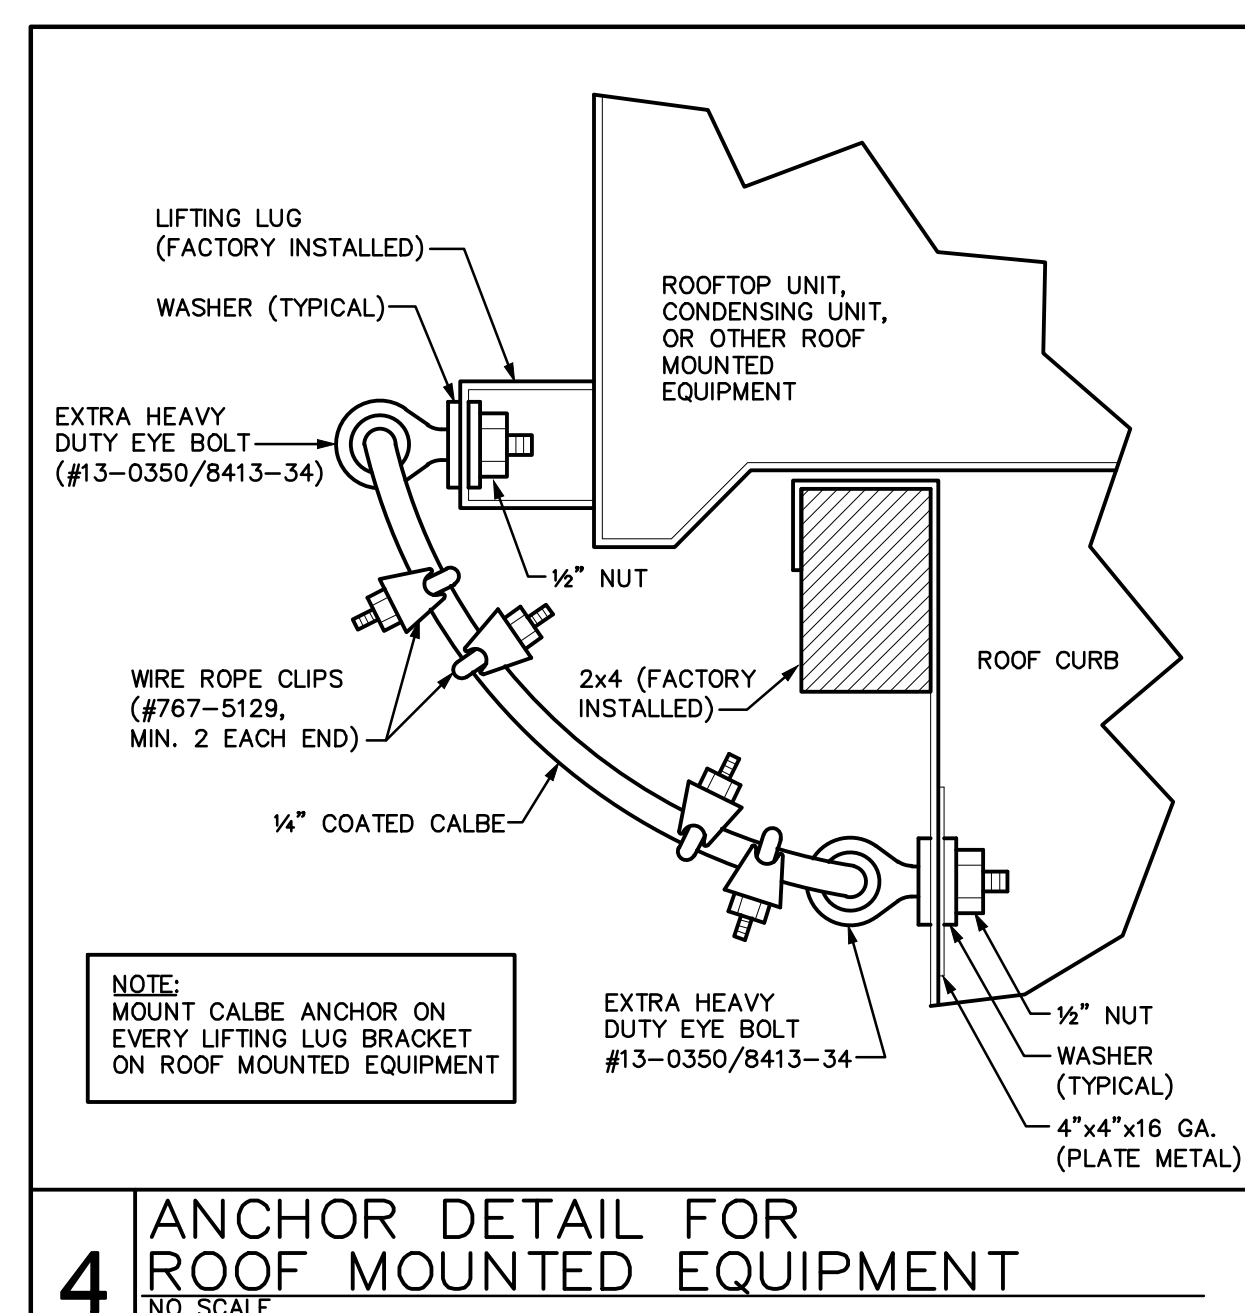 LIFTING LUG
(FACTORY INSTALLED)
WASHER (TYPICAL)
EXTRA HEAVY
DUTY EYE BOLT
(#13-0350/8413-34)
ROOFTOP UNIT,
CONDENSING UNIT,
OR OTHER ROOF
MOUNTED
EQUIPMENT
½" NUT
WIRE ROPE CLIPS
(#767-5129,
MIN. 2 EACH END)
2x4 (FACTORY
INSTALLED)
ROOF CURB
¼" COATED CALBE
NOTE:
MOUNT CALBE ANCHOR ON
EVERY LIFTING LUG BRACKET
ON ROOF MOUNTED EQUIPMENT
EXTRA HEAVY
DUTY EYE BOLT
#13-0350/8413-34
½" NUT
WASHER
(TYPICAL)
4"x4"x16 GA.
(PLATE METAL)
4
ANCHOR DETAIL FOR
ROOF MOUNTED EQUIPMENT
NO SCALE